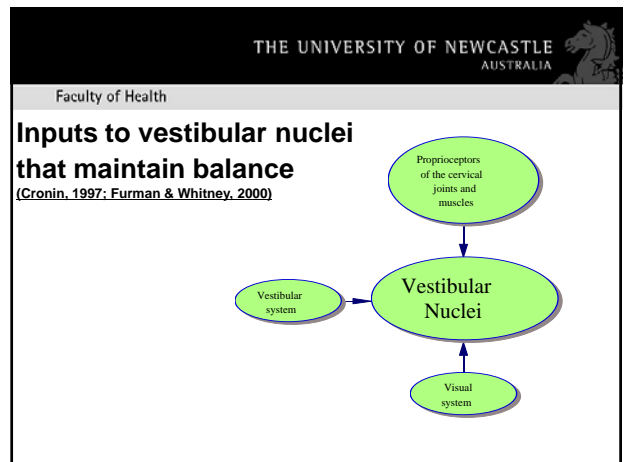 THE UNIVERSITY OF NEWCASTLE
AUSTRALIA
Faculty of Health
Inputs to vestibular nuclei
that maintain balance
(Cronin, 1997; Furman & Whitney, 2000)
Proprioceptors
of the cervical
joints and
muscles
Vestibular
system
Vestibular
Nuclei
Visual
system